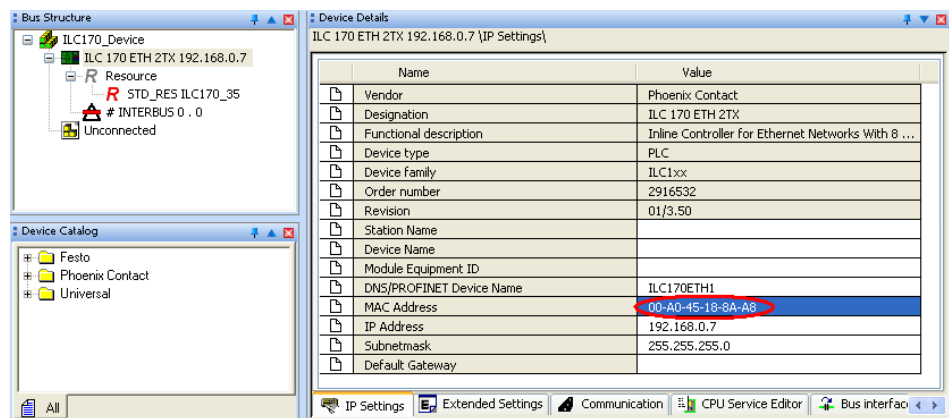 Bus Structure
ILC170_Device
ILC 170 ETH 2TX 192.168.0.7
R Resource
R STD_RES ILC170_35
# INTERBUS 0 . 0
Unconnected
Device Catalog
Festo
Phoenix Contact
Universal
All
Device Details
ILC 170 ETH 2TX 192.168.0.7 \IP Settings\
Name Value
Vendor Phoenix Contact
Designation ILC 170 ETH 2TX
Functional description Inline Controller for Ethernet Networks With 8 ...
Device type PLC
Device family ILC1xx
Order number 2916532
Revision 01/3.50
Station Name
Device Name
Module Equipment ID
DNS/PROFINET Device Name ILC170ETH1
MAC Address 00-A0-45-18-8A-A8
IP Address 192.168.0.7
Subnetmask 255.255.255.0
Default Gateway
IP Settings Extended Settings Communication CPU Service Editor Bus interfac